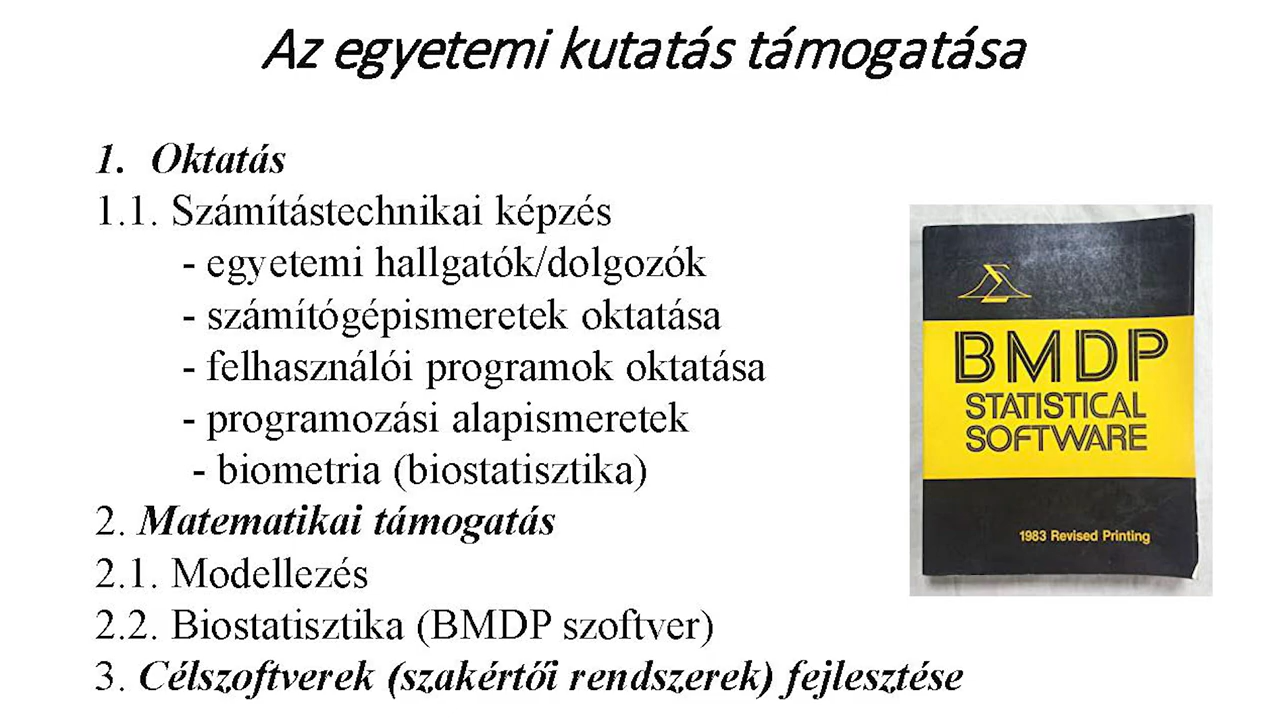 Az egyetemi kutatás támogatása
1. Oktatás
1.1. Számítástechnikai képzés
- egyetemi hallgatók/dolgozók
- számítógépismeretek oktatása
- felhasználói programok oktatása
- programozási alapismeretek
- biometria (biostatisztika)
2. Matematikai támogatás
2.1. Modellezés
2.2. Biostatisztika (BMDP szoftver)
3. Célszoftverek (szakértői rendszerek) fejlesztése
BMDP
STATISTICAL
SOFTWARE
1983 Revised Printing